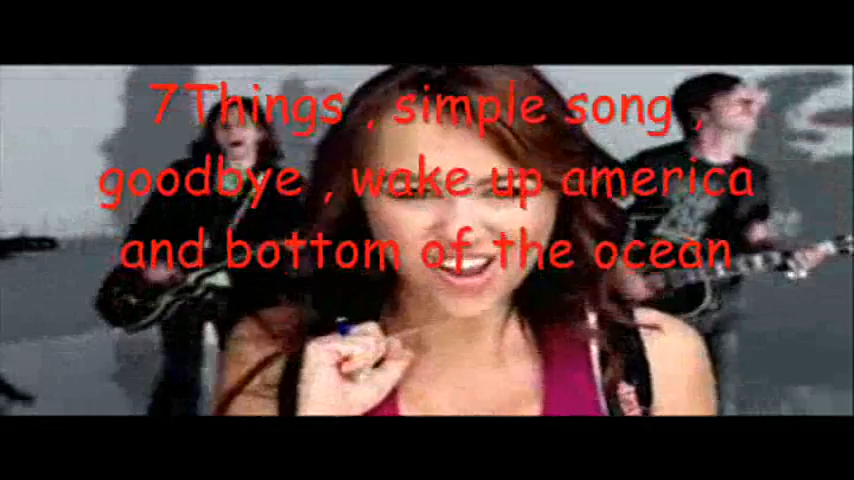 7Things , simple song ,
goodbye , wake up america
and bottom of the ocean